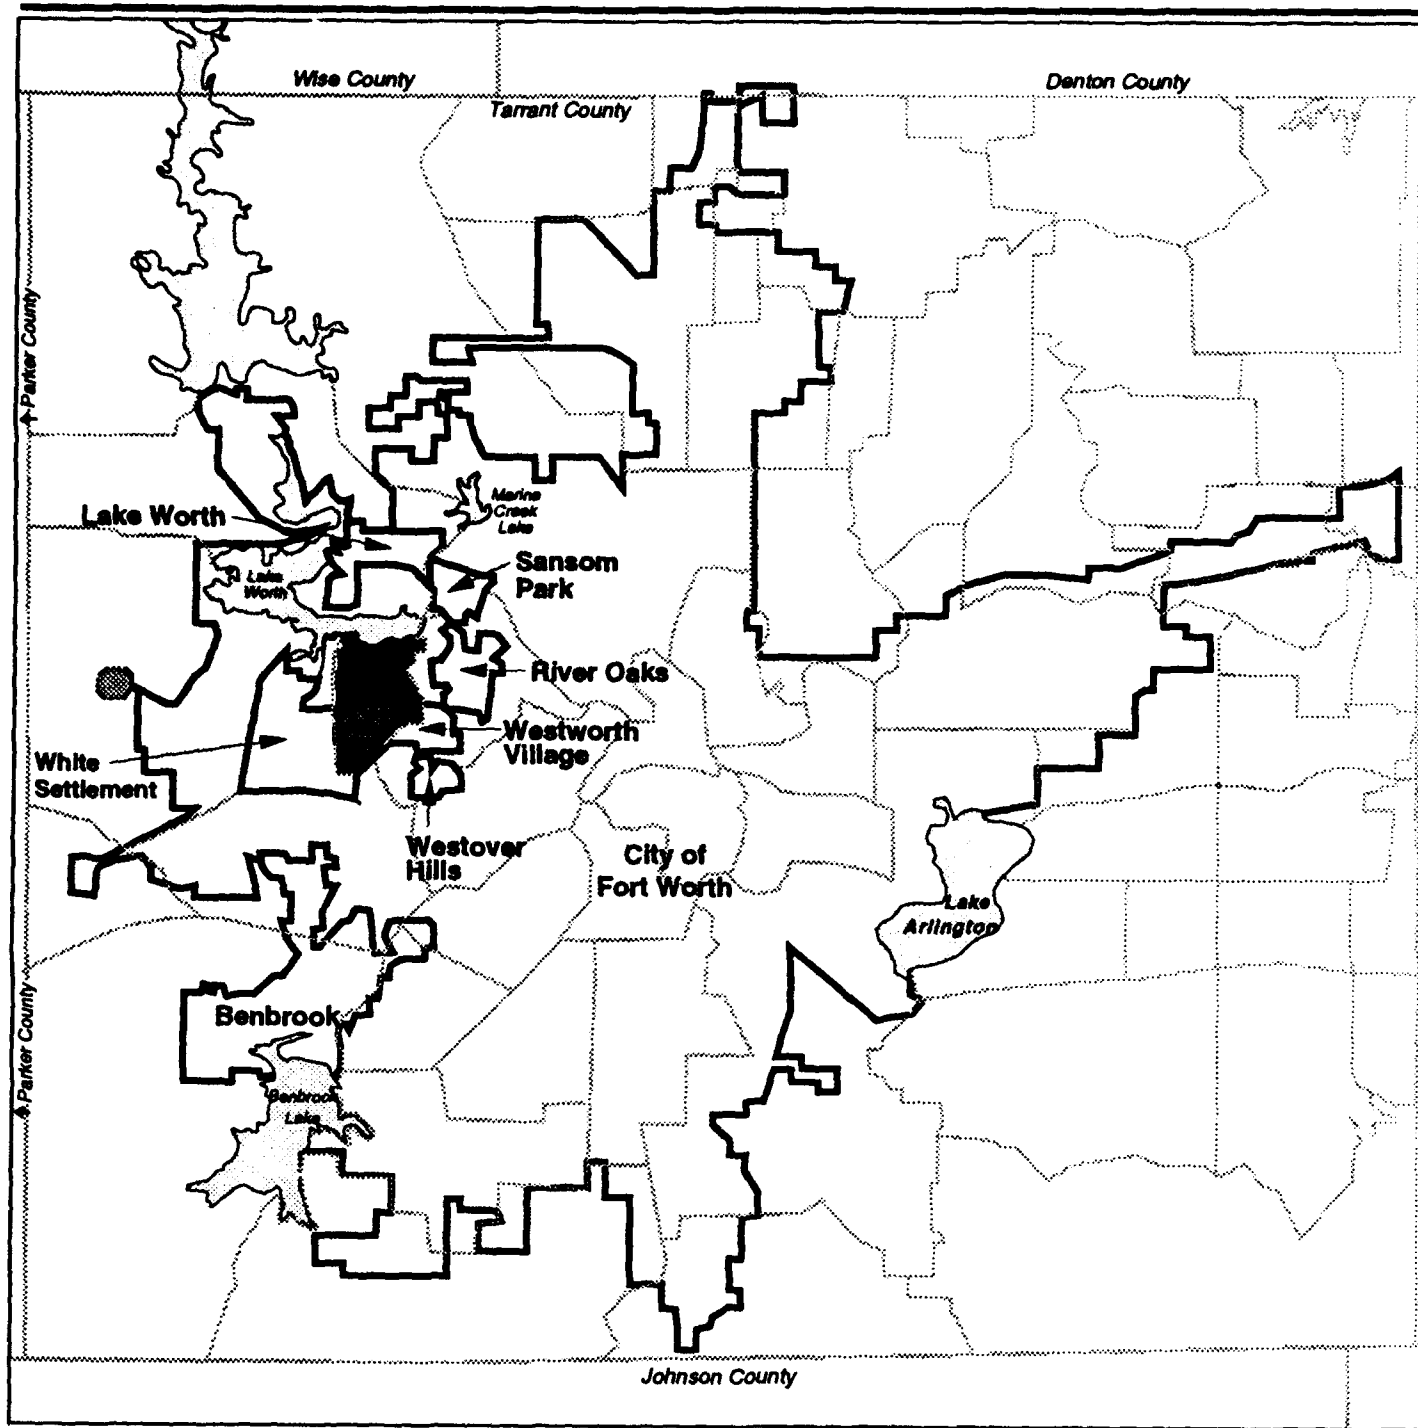 Wise County
Denton County
Tarrant County
Parker County
Lake Worth
Marine
Creek
Lake
Sansom
Park
Lake
Worth
River Oaks
Westworth
Village
White
Settlement
Westover
Hills
City of
Fort Worth
Lake
Arlington
Parker County
Benbrook
Benbrook
Lake
Johnson County